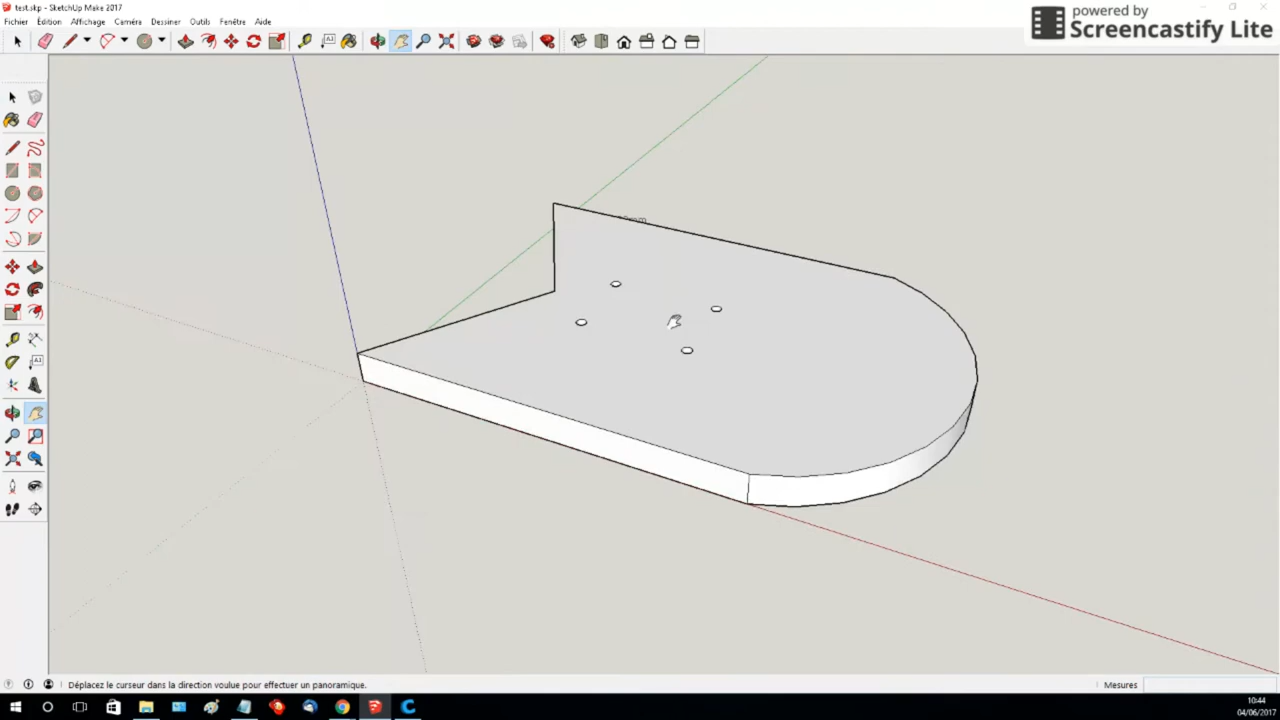 test.skp - SketchUp Make 2017
powered by
Screencastify Lite
Fichier Édition Affichage Caméra Dessiner Outils Fenêtre Aide
Déplacez le curseur dans la direction voulue pour effectuer un panoramique.
Mesures
10:44
04/06/2017